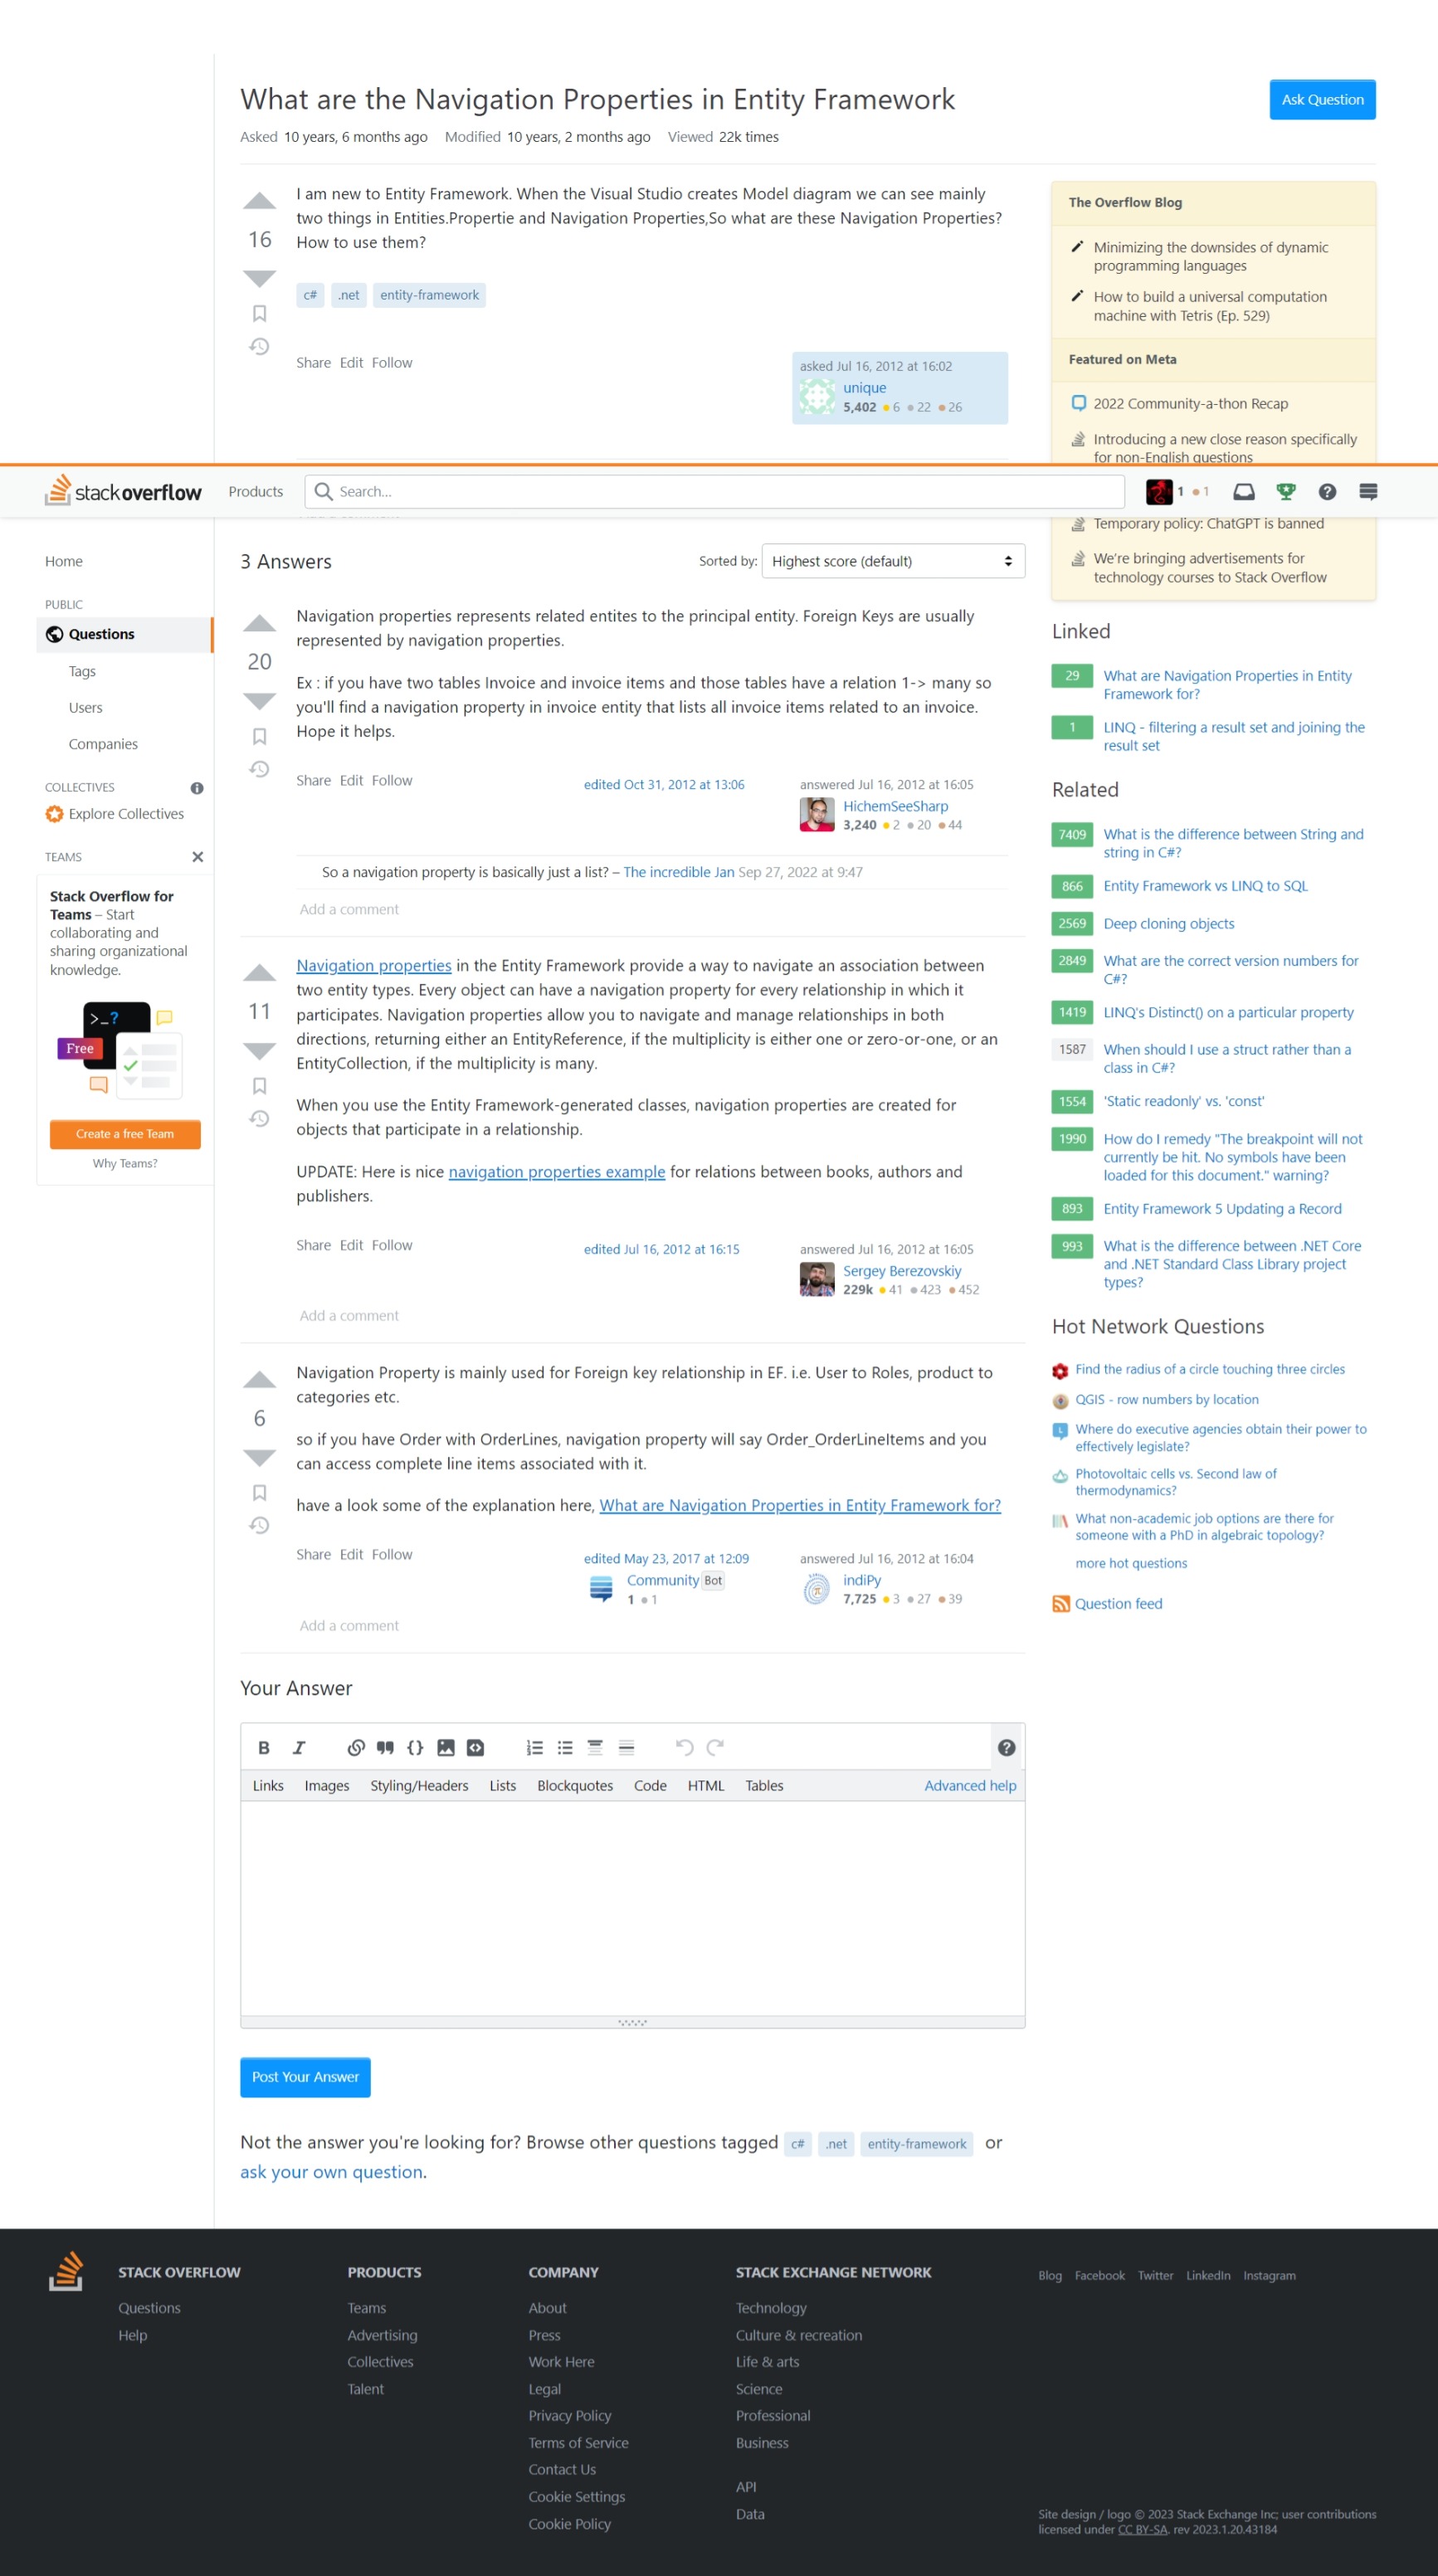 What are the Navigation Properties in Entity Framework
Ask Question
Asked 10 years, 6 months ago Modified 10 years, 2 months ago Viewed 22k times
16
I am new to Entity Framework. When the Visual Studio creates Model diagram we can see mainly
two things in Entities.Propertie and Navigation Properties,So what are these Navigation Properties?
How to use them?
c# .net entity-framework
Share Edit Follow
asked Jul 16, 2012 at 16:02
unique
5,402 6 22 26
The Overflow Blog
Minimizing the downsides of dynamic
programming languages
How to build a universal computation
machine with Tetris (Ep. 529)
Featured on Meta
2022 Community-a-thon Recap
Introducing a new close reason specifically
for non-English questions
stackoverflow Products Search... 1 1
Temporary policy: ChatGPT is banned
We're bringing advertisements for
technology courses to Stack Overflow
Home
PUBLIC
Questions
Tags
Users
Companies
COLLECTIVES
Explore Collectives
TEAMS
Stack Overflow for
Teams – Start
collaborating and
sharing organizational
knowledge.
>_?
Free
Create a free Team
Why Teams?
3 Answers
Sorted by: Highest score (default)
20
Navigation properties represents related entites to the principal entity. Foreign Keys are usually
represented by navigation properties.
Ex : if you have two tables Invoice and invoice items and those tables have a relation 1-> many so
you'll find a navigation property in invoice entity that lists all invoice items related to an invoice.
Hope it helps.
Share Edit Follow
edited Oct 31, 2012 at 13:06
answered Jul 16, 2012 at 16:05
HichemSeeSharp
3,240 2 20 44
So a navigation property is basically just a list? – The incredible Jan Sep 27, 2022 at 9:47
Add a comment
11
Navigation properties in the Entity Framework provide a way to navigate an association between
two entity types. Every object can have a navigation property for every relationship in which it
participates. Navigation properties allow you to navigate and manage relationships in both
directions, returning either an EntityReference, if the multiplicity is either one or zero-or-one, or an
EntityCollection, if the multiplicity is many.
When you use the Entity Framework-generated classes, navigation properties are created for
objects that participate in a relationship.
UPDATE: Here is nice navigation properties example for relations between books, authors and
publishers.
Share Edit Follow
edited Jul 16, 2012 at 16:15
answered Jul 16, 2012 at 16:05
Sergey Berezovskiy
229k 41 423 452
Add a comment
6
Navigation Property is mainly used for Foreign key relationship in EF. i.e. User to Roles, product to
categories etc.
so if you have Order with OrderLines, navigation property will say Order_OrderLineItems and you
can access complete line items associated with it.
have a look some of the explanation here, What are Navigation Properties in Entity Framework for?
Share Edit Follow
edited May 23, 2017 at 12:09
Community Bot
1 1
answered Jul 16, 2012 at 16:04
indiPy
7,725 3 27 39
Add a comment
Linked
29 What are Navigation Properties in Entity
Framework for?
1 LINQ - filtering a result set and joining the
result set
Related
7409 What is the difference between String and
string in C#?
866 Entity Framework vs LINQ to SQL
2569 Deep cloning objects
2849 What are the correct version numbers for
C#?
1419 LINQ's Distinct() on a particular property
1587 When should I use a struct rather than a
class in C#?
1554 'Static readonly' vs. 'const'
1990 How do I remedy "The breakpoint will not
currently be hit. No symbols have been
loaded for this document." warning?
893 Entity Framework 5 Updating a Record
993 What is the difference between .NET Core
and .NET Standard Class Library project
types?
Hot Network Questions
Find the radius of a circle touching three circles
QGIS - row numbers by location
Where do executive agencies obtain their power to
effectively legislate?
Photovoltaic cells vs. Second law of
thermodynamics?
What non-academic job options are there for
someone with a PhD in algebraic topology?
more hot questions
Question feed
Your Answer
B I
Links Images Styling/Headers Lists Blockquotes Code HTML Tables Advanced help
Post Your Answer
Not the answer you're looking for? Browse other questions tagged c# .net entity-framework or
ask your own question.
STACK OVERFLOW
Questions
Help
PRODUCTS
Teams
Advertising
Collectives
Talent
COMPANY
About
Press
Work Here
Legal
Privacy Policy
Terms of Service
Contact Us
Cookie Settings
Cookie Policy
STACK EXCHANGE NETWORK
Technology
Culture & recreation
Life & arts
Science
Professional
Business
API
Data
Blog Facebook Twitter LinkedIn Instagram
Site design / logo © 2023 Stack Exchange Inc; user contributions
licensed under CC BY-SA. rev 2023.1.20.43184